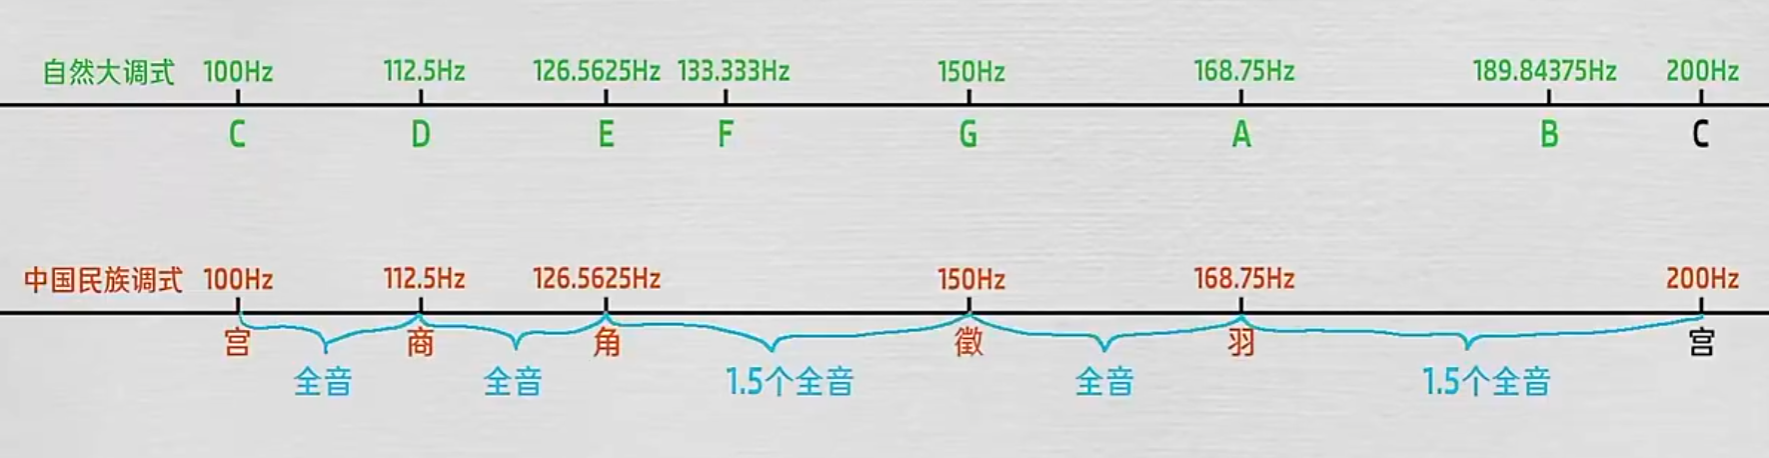 自然大调式 100Hz 112.5Hz 126.5625Hz 133.333Hz 150Hz 168.75Hz 189.84375Hz 200Hz
C D E F G A B C
中国民族调式 100Hz 112.5Hz 126.5625Hz 150Hz 168.75Hz 200Hz
宫 商 角 徵 羽 宫
全音 全音 1.5个全音 全音 1.5个全音